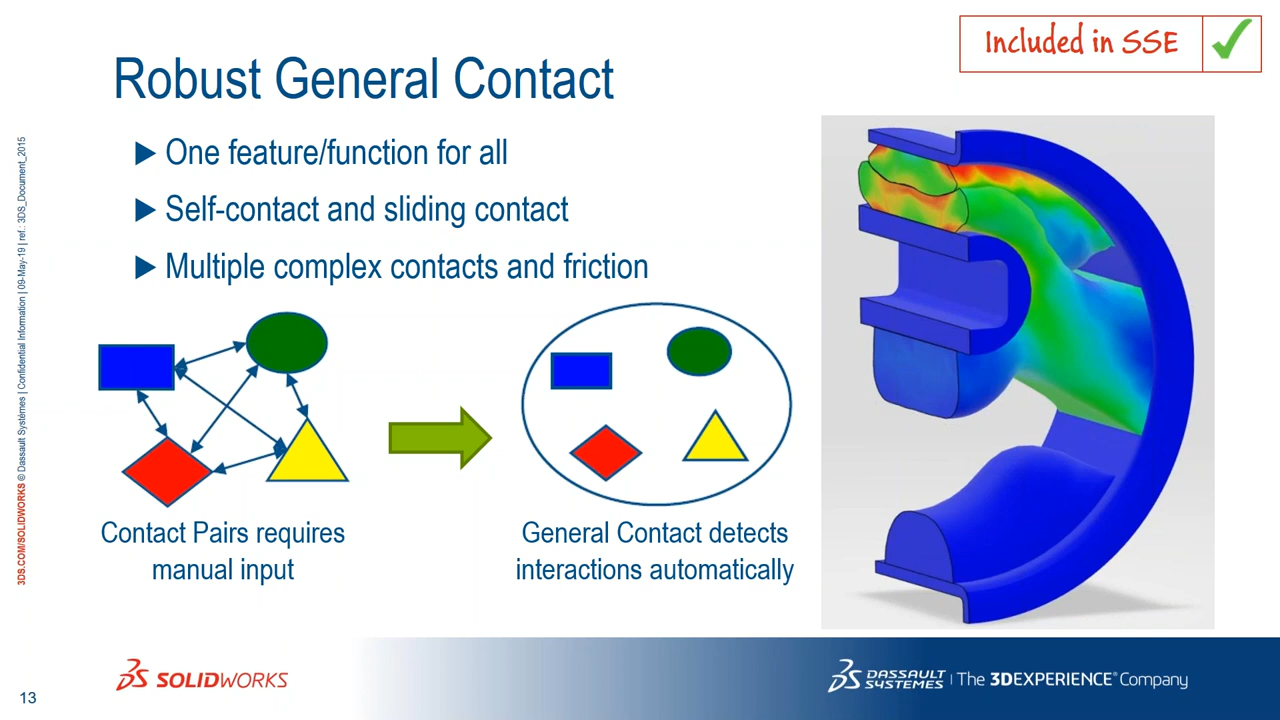 Included in SSE
Robust General Contact
One feature/function for all
Self-contact and sliding contact
Multiple complex contacts and friction
Contact Pairs requires
manual input
General Contact detects
interactions automatically
3DS.COM/SOLIDWORKS © Dassault Systèmes | Confidential Information | 09-May-19 | ref.: 3DS_Document_2015
13
SOLIDWORKS
DASSAULT
SYSTEMES | The 3DEXPERIENCE® Company